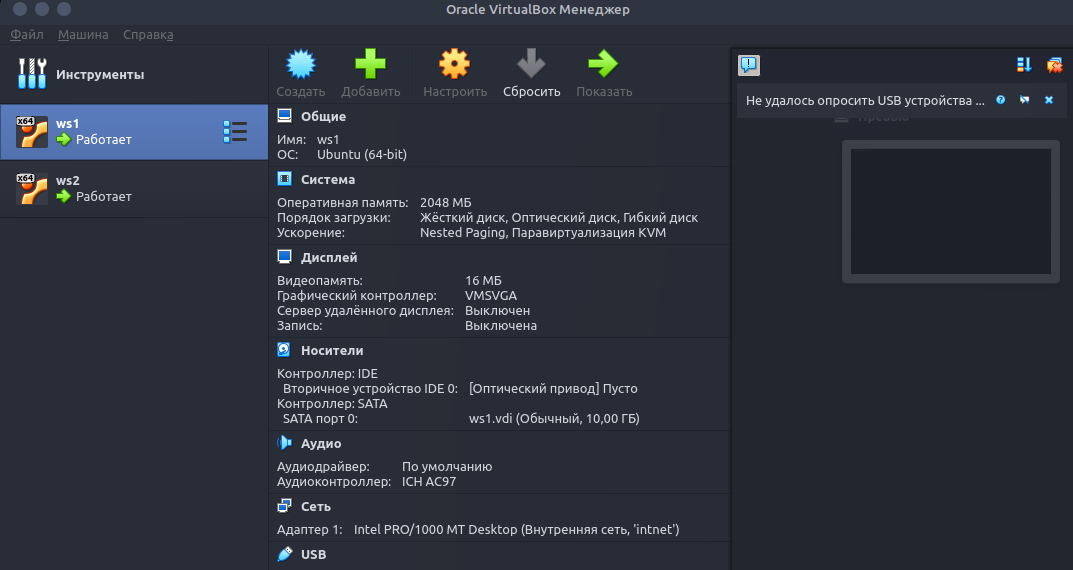 Oracle VirtualBox Менеджер
Файл Машина Справка
Инструменты
x64 ws1
Работает
x64 ws2
Работает
Создать Добавить Настроить Сбросить Показать
Общие
Имя: ws1
ОС: Ubuntu (64-bit)
Система
Оперативная память: 2048 МБ
Порядок загрузки: Жёсткий диск, Оптический диск, Гибкий диск
Ускорение: Nested Paging, Паравиртуализация KVM
Дисплей
Видеопамять: 16 МБ
Графический контроллер: VMSVGA
Сервер удалённого дисплея: Выключен
Запись: Выключена
Носители
Контроллер: IDE
Вторичное устройство IDE 0: [Оптический привод] Пусто
Контроллер: SATA
SATA порт 0: ws1.vdi (Обычный, 10,00 ГБ)
Аудио
Аудиодрайвер: По умолчанию
Аудиоконтроллер: ICH AC97
Сеть
Адаптер 1: Intel PRO/1000 MT Desktop (Внутренняя сеть, 'intnet')
USB
Не удалось опросить USB устройства ...